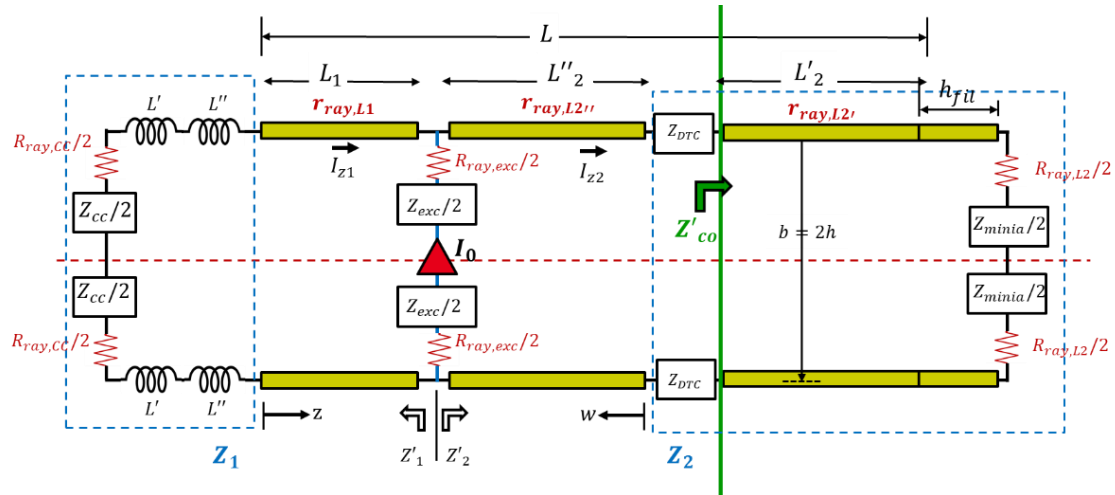 L
L₁
L''₂
L'₂
h_fil
L' L''
r_ray,L1
r_ray,L2''
r_ray,L2'
Z_DTC
R_ray,CC/2
I_z1
R_ray,exc/2
I_z2
R_ray,L2/2
Z_cc/2
Z_exc/2
Z'_co
b = 2h
Z_minia/2
I₀
Z_cc/2
Z_exc/2
Z_minia/2
R_ray,CC/2
R_ray,exc/2
R_ray,L2/2
Z_DTC
L' L''
z
w
Z₁
Z'₁ Z'₂
Z₂